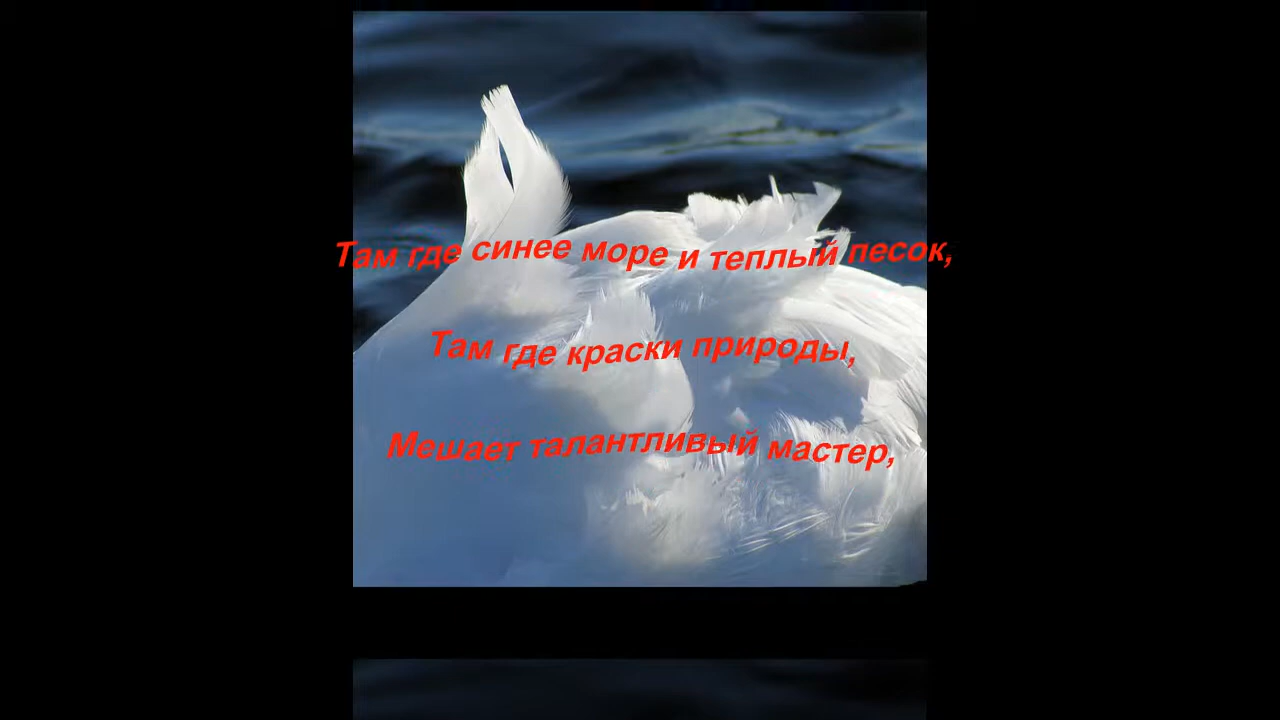 Там где синее море и теплый песок,
Там где краски природы,
Мешает талантливый мастер,